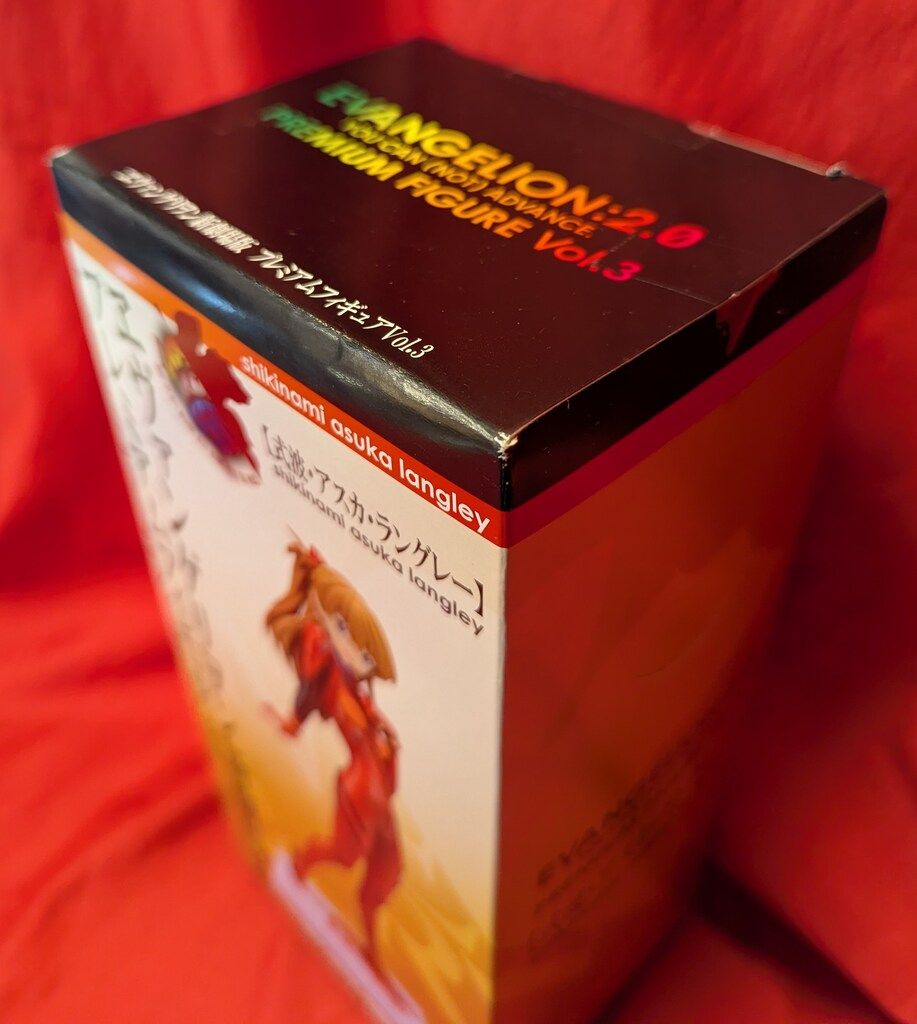 EVANGELION:2.0
YOU CAN (NOT) ADVANCE
PREMIUM FIGURE Vol.3
ヱヴァンゲリヲン新劇場版 プレミアムフィギュアVol.3
shikinami asuka langley
【式波・アスカ・ラングレー】
shikinami asuka langley